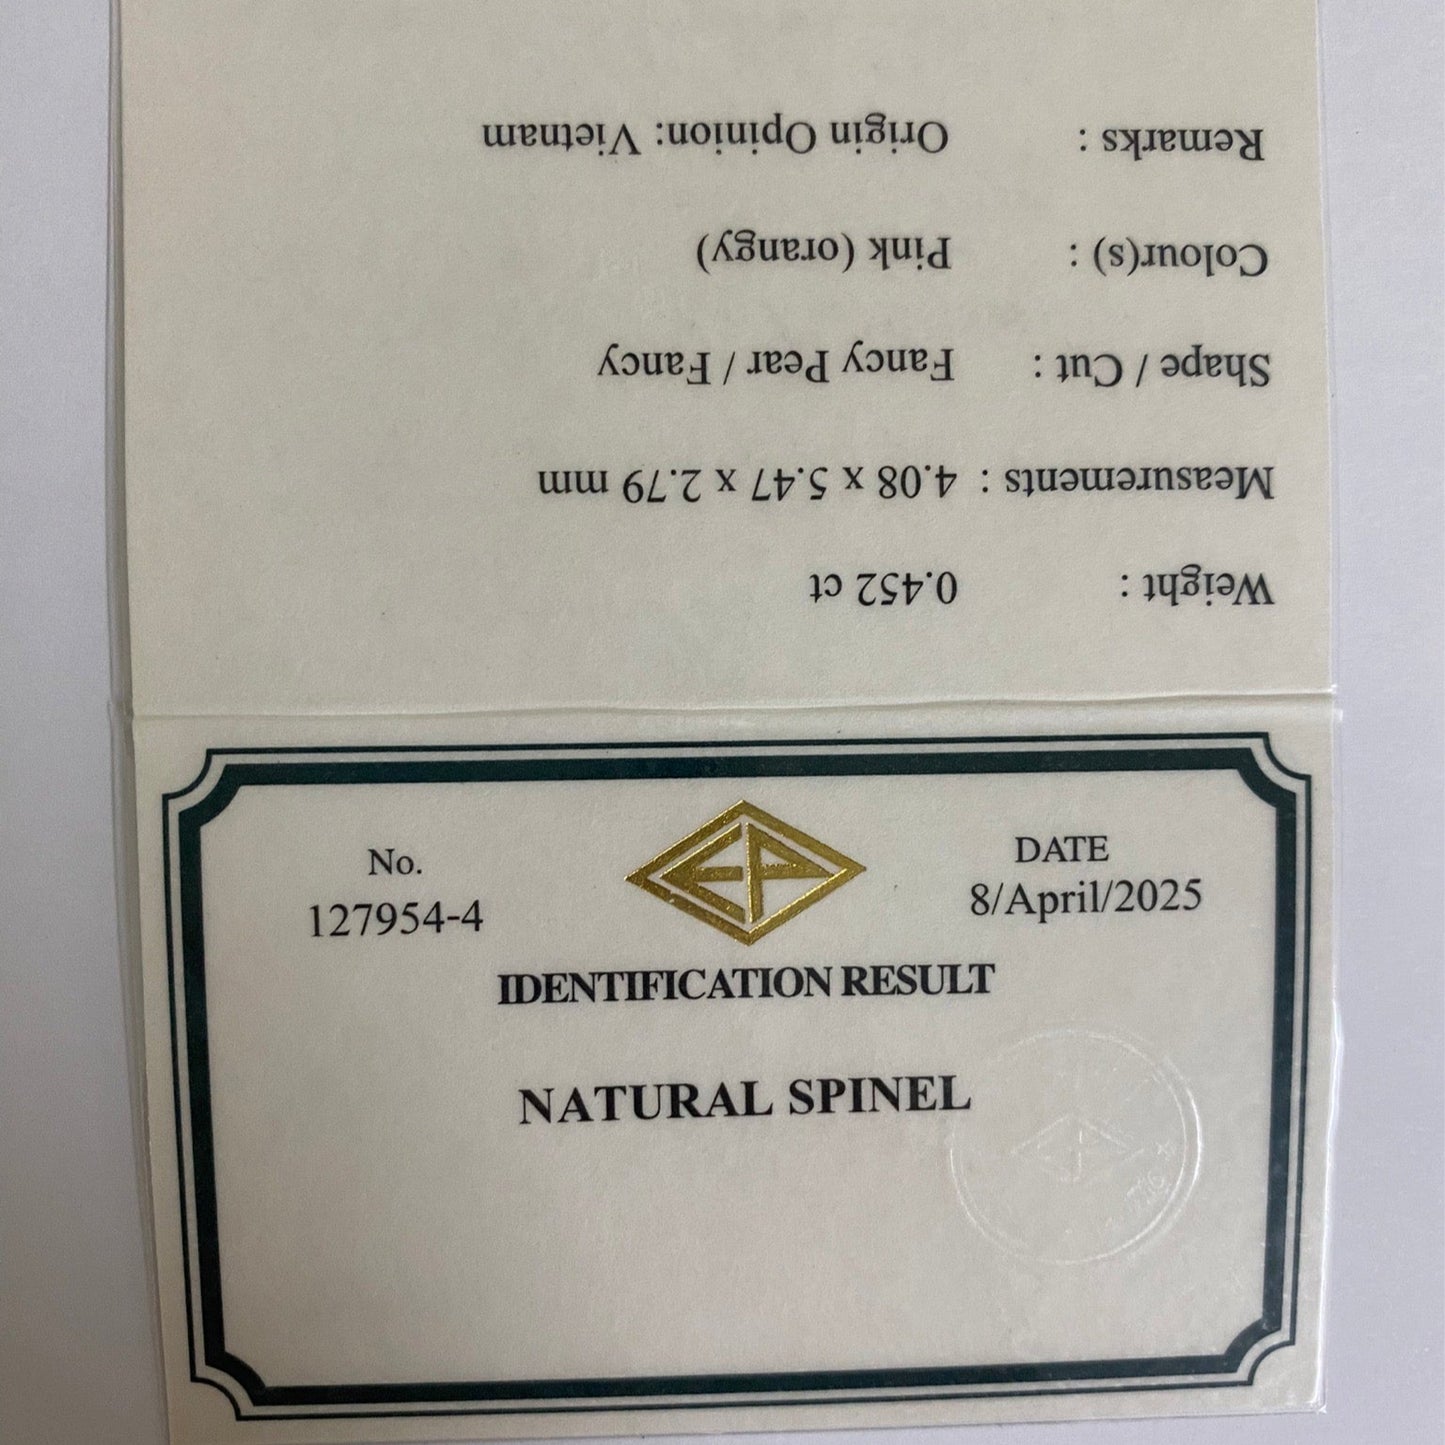 No.
127954-4
EP
DATE
8/April/2025
IDENTIFICATION RESULT
NATURAL SPINEL
Weight : 0.452 ct
Measurements : 4.08 x 5.47 x 2.79 mm
Shape / Cut : Fancy Pear / Fancy
Colour(s) : Pink (orangy)
Remarks : Origin Opinion: Vietnam